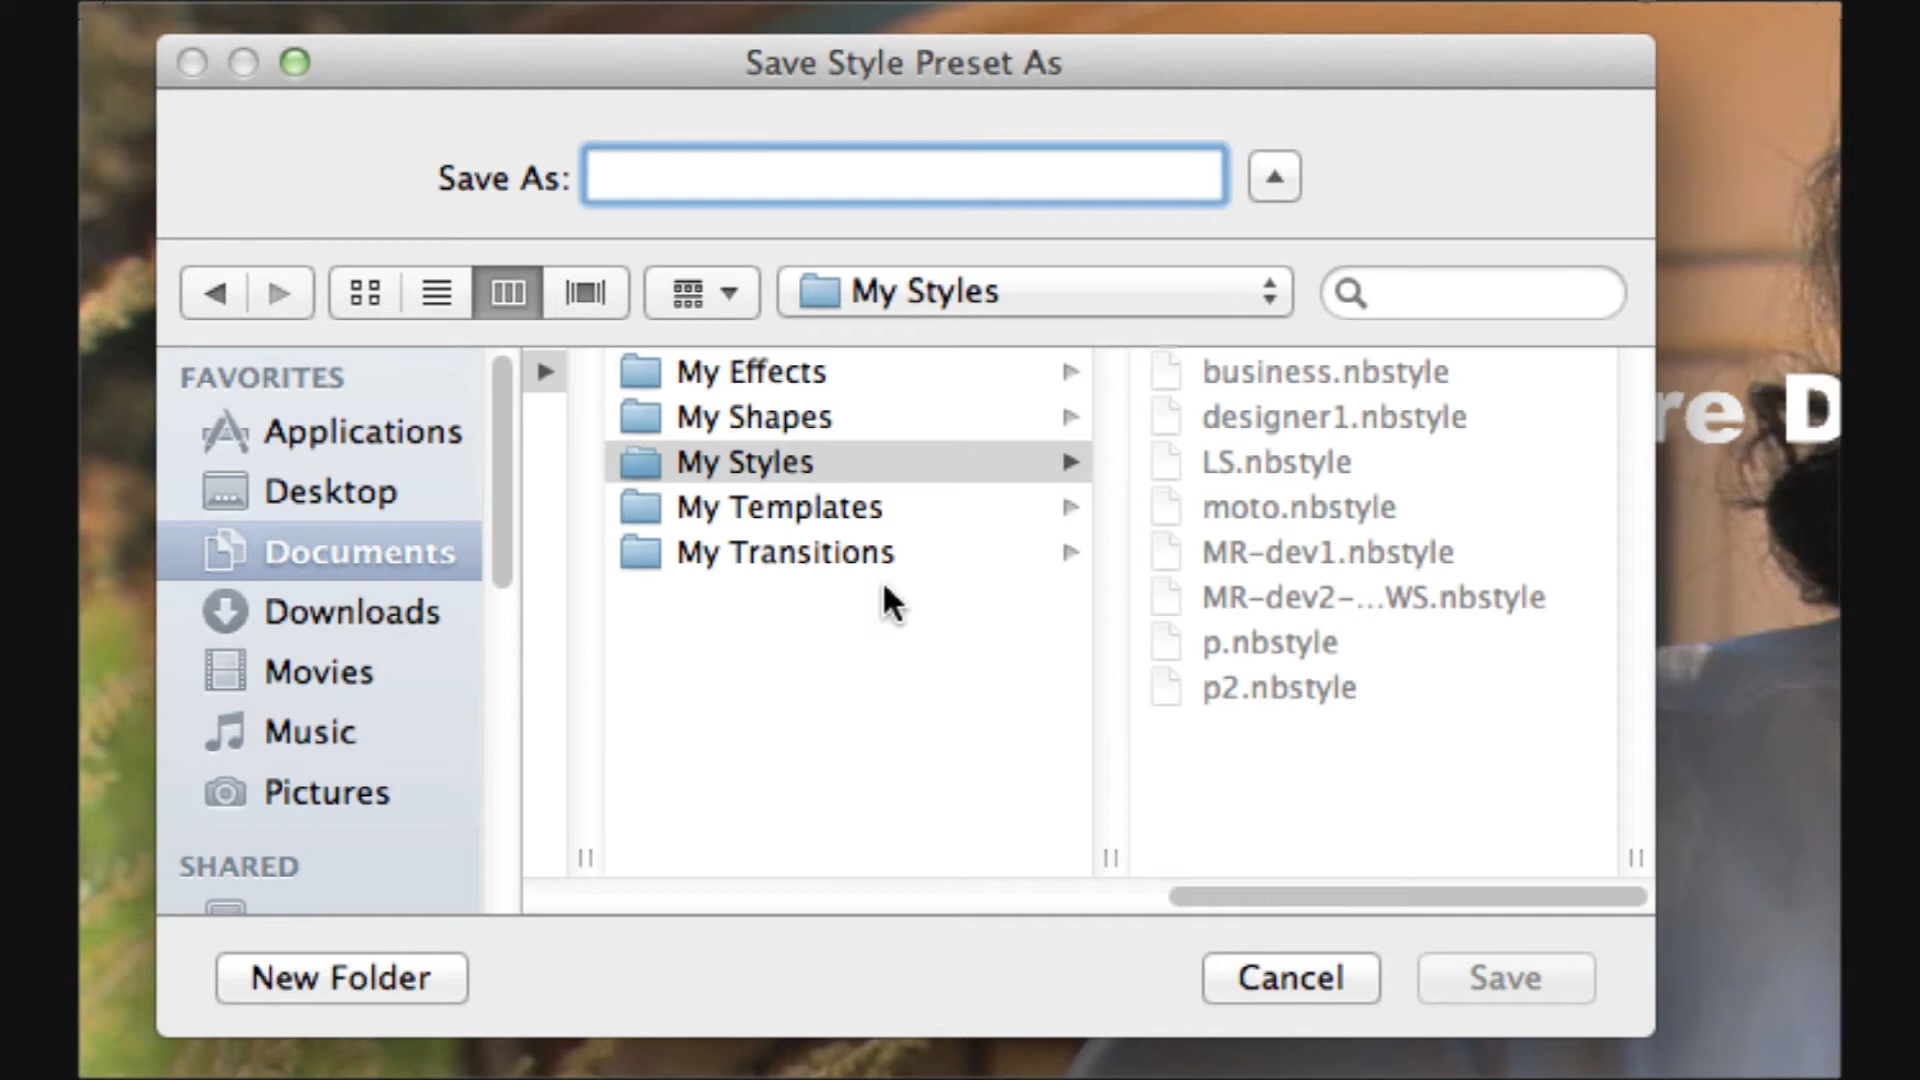 Save Style Preset As
Save As:
My Styles
FAVORITES
Applications
Desktop
Documents
Downloads
Movies
Music
Pictures
SHARED
My Effects
My Shapes
My Styles
My Templates
My Transitions
business.nbstyle
designer1.nbstyle
LS.nbstyle
moto.nbstyle
MR-dev1.nbstyle
MR-dev2-...WS.nbstyle
p.nbstyle
p2.nbstyle
re D
New Folder
Cancel
Save